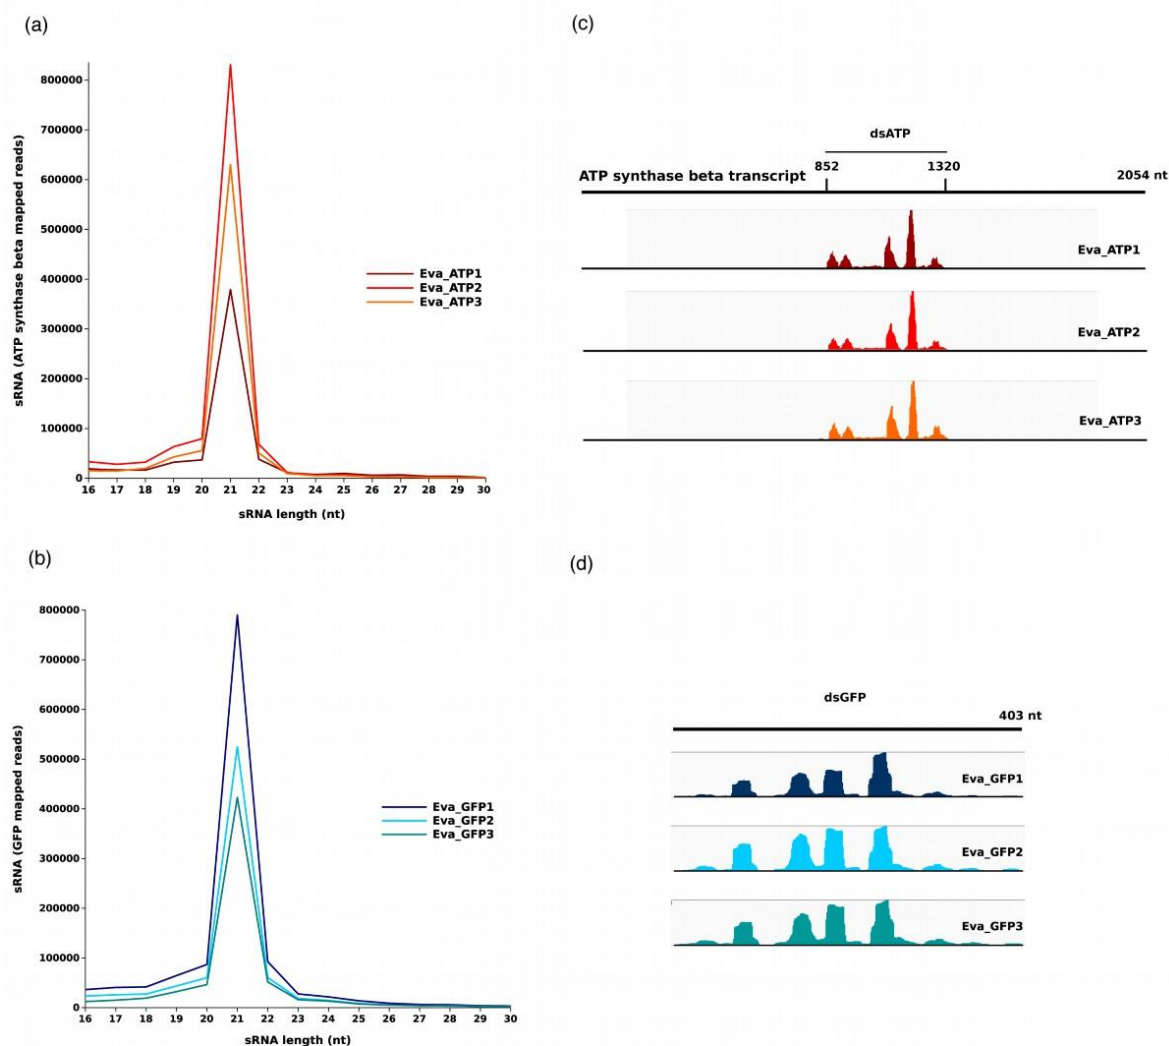 (a)
sRNA (ATP synthase beta mapped reads)
800000
700000
600000
500000
400000
300000
200000
100000
0
16 17 18 19 20 21 22 23 24 25 26 27 28 29 30
sRNA length (nt)
Eva_ATP1
Eva_ATP2
Eva_ATP3
(c)
dsATP
852 1320
ATP synthase beta transcript 2054 nt
Eva_ATP1
Eva_ATP2
Eva_ATP3
(b)
sRNA (GFP mapped reads)
800000
700000
600000
500000
400000
300000
200000
100000
0
16 17 18 19 20 21 22 23 24 25 26 27 28 29 30
sRNA length (nt)
Eva_GFP1
Eva_GFP2
Eva_GFP3
(d)
dsGFP
403 nt
Eva_GFP1
Eva_GFP2
Eva_GFP3